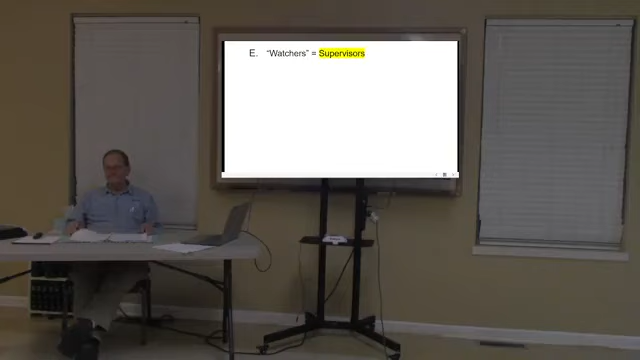 E. “Watchers” = Supervisors